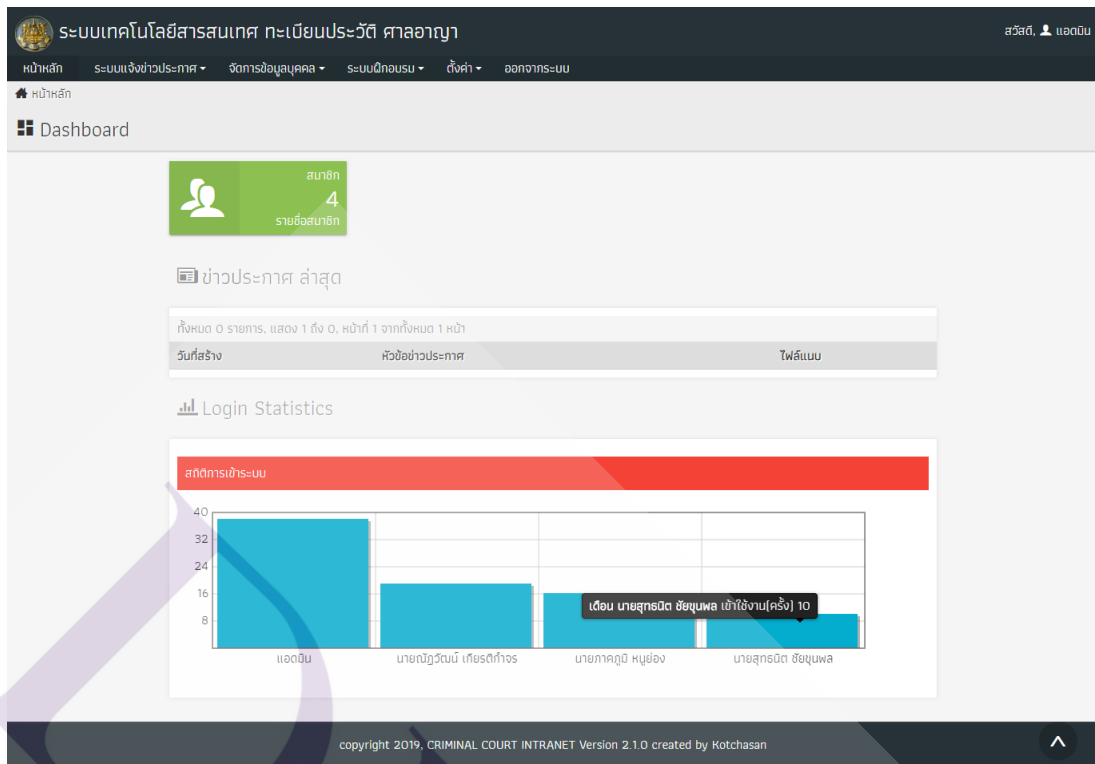 ระบบเทคโนโลยีสารสนเทศ ทะเบียนประวัติ ศาลอาญา
สวัสดี, แอดมิน
หน้าหลัก ระบบแจ้งข่าวประกาศ จัดการข้อมูลบุคคล ระบบฝึกอบรม ตั้งค่า ออกจากระบบ
หน้าหลัก
Dashboard
สมาชิก
4
รายชื่อสมาชิก
ข่าวประกาศ ล่าสุด
ทั้งหมด 0 รายการ, แสดง 1 ถึง 0, หน้าที่ 1 จากทั้งหมด 1 หน้า
วันที่สร้าง หัวข้อข่าวประกาศ ไฟล์แนบ
Login Statistics
สถิติการเข้าระบบ
40
32
24
16
8
เดือน นายสุทธนิต ชัยขุนพล เข้าใช้งาน(ครั้ง) 10
แอดมิน นายณัฏวัฒน์ เกียรติกำจร นายภาคภูมิ หนูย่อง นายสุทธนิต ชัยขุนพล
copyright 2019, CRIMINAL COURT INTRANET Version 2.1.0 created by Kotchasan